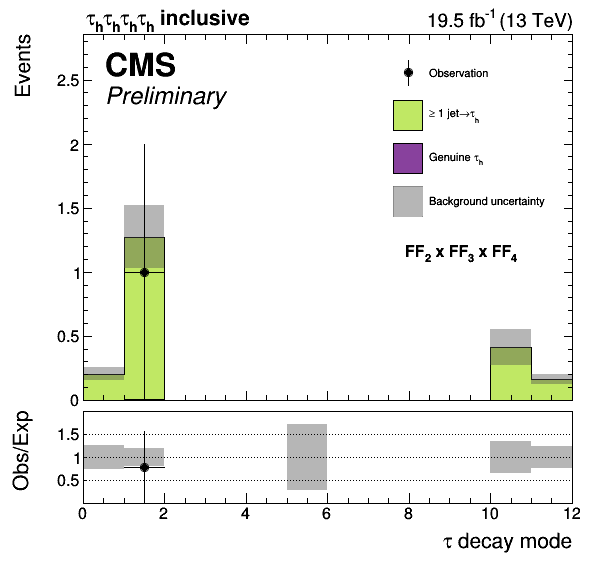 τhτhτhτh inclusive
19.5 fb⁻¹ (13 TeV)
Events
CMS
Preliminary
Observation
≥ 1 jet→τh
Genuine τh
Background uncertainty
FF₂ x FF₃ x FF₄
2.5
2
1.5
1
0.5
0
Obs/Exp
1.5
1
0.5
0 2 4 6 8 10 12
τ decay mode